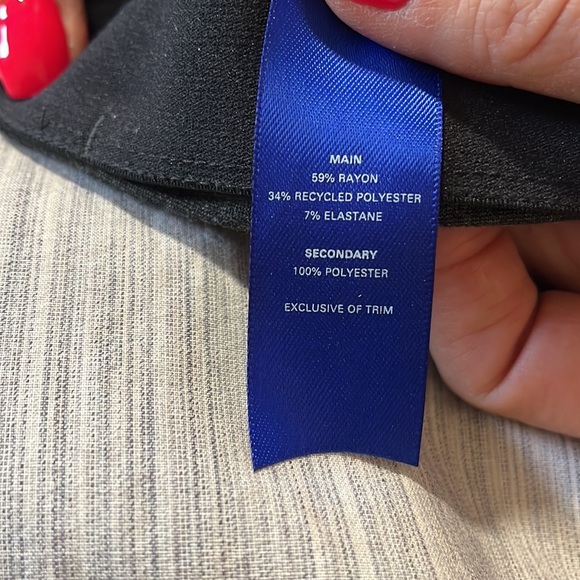 MAIN
59% RAYON
34% RECYCLED POLYESTER
7% ELASTANE
SECONDARY
100% POLYESTER
EXCLUSIVE OF TRIM